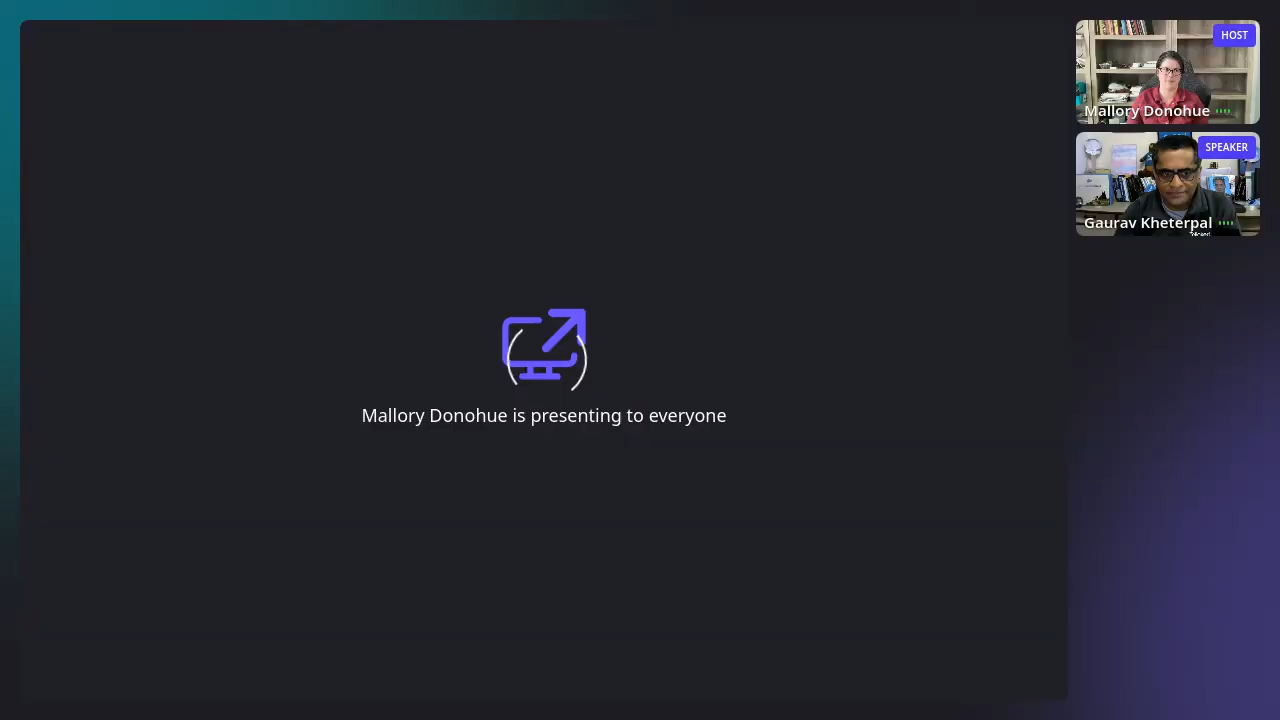 HOST
Mallory Donohue
SPEAKER
Gaurav Kheterpal
Mallory Donohue is presenting to everyone